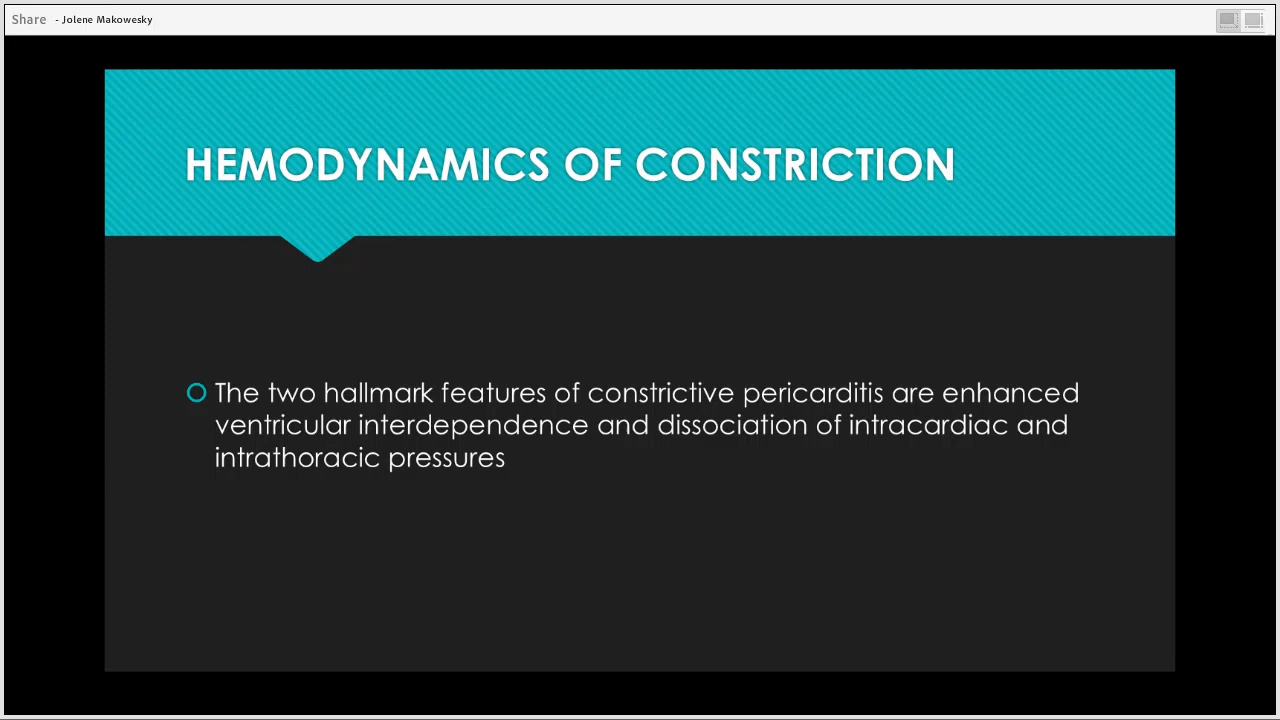 Share - Jolene Makowesky
HEMODYNAMICS OF CONSTRICTION
The two hallmark features of constrictive pericarditis are enhanced
ventricular interdependence and dissociation of intracardiac and
intrathoracic pressures